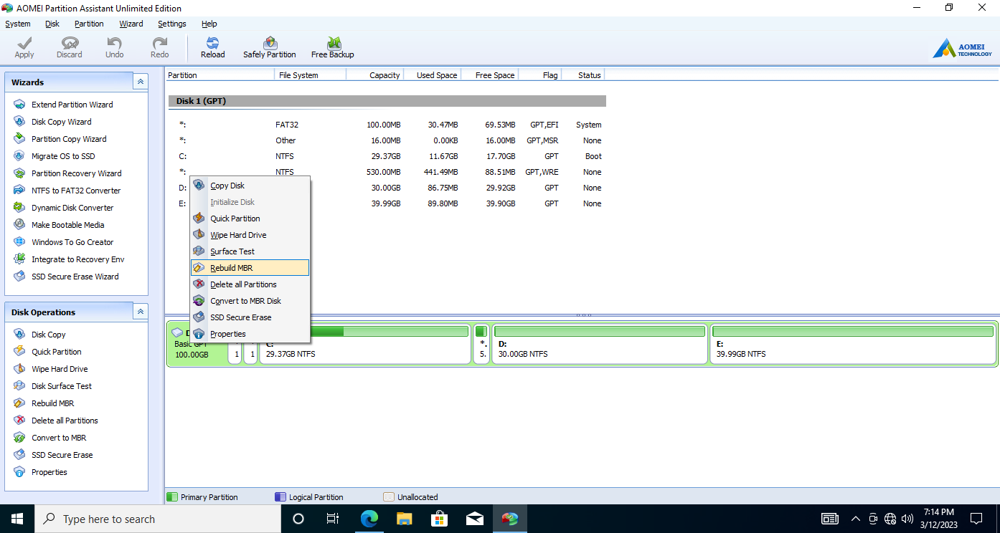 AOMEI Partition Assistant Unlimited Edition
System Disk Partition Wizard Settings Help
Apply Discard Undo Redo Reload Safely Partition Free Backup
AOMEI
TECHNOLOGY
Wizards
Extend Partition Wizard
Disk Copy Wizard
Partition Copy Wizard
Migrate OS to SSD
Partition Recovery Wizard
NTFS to FAT32 Converter
Dynamic Disk Converter
Make Bootable Media
Windows To Go Creator
Integrate to Recovery Env
SSD Secure Erase Wizard
Disk Operations
Disk Copy
Quick Partition
Wipe Hard Drive
Disk Surface Test
Rebuild MBR
Delete all Partitions
Convert to MBR
SSD Secure Erase
Properties
Partition File System Capacity Used Space Free Space Flag Status
Disk 1 (GPT)
*: FAT32 100.00MB 30.47MB 69.53MB GPT,EFI System
*: Other 16.00MB 0.00KB 16.00MB GPT,MSR None
C: NTFS 29.37GB 11.67GB 17.70GB GPT Boot
*: NTFS 530.00MB 441.49MB 88.51MB GPT,WRE None
D: 30.00GB 86.75MB 29.92GB GPT None
E: 39.99GB 89.80MB 39.90GB GPT None
Copy Disk
Initialize Disk
Quick Partition
Wipe Hard Drive
Surface Test
Rebuild MBR
Delete all Partitions
Convert to MBR Disk
SSD Secure Erase
Properties
Basic GPT C: *. D: E:
100.00GB 1 1 29.37GB NTFS 5. 30.00GB NTFS 39.99GB NTFS
Primary Partition Logical Partition Unallocated
Type here to search
7:14 PM
3/12/2023